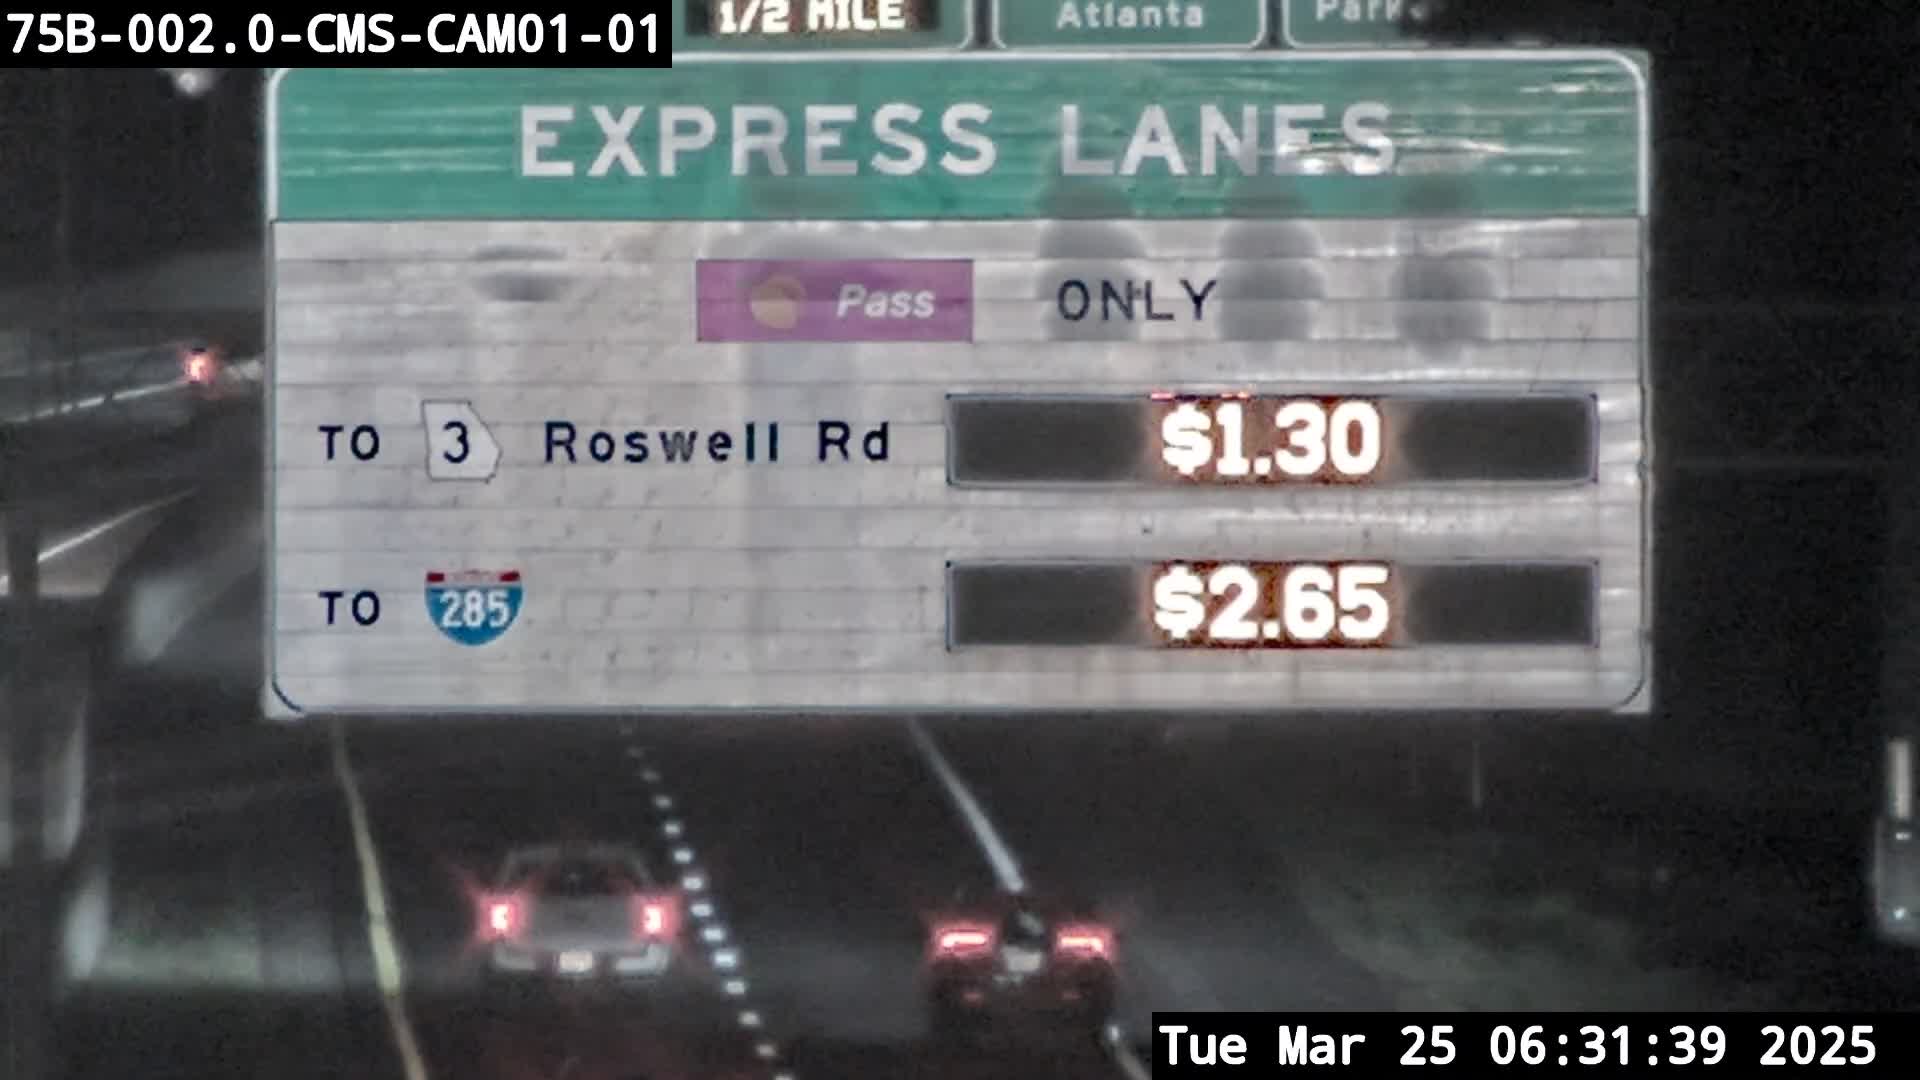 75B-002.0-CMS-CAM01-01
1/2 MILE
Atlanta
EXPRESS LANES
Pass ONLY
TO 3 Roswell Rd $1.30
TO 285 $2.65
Tue Mar 25 06:31:39 2025